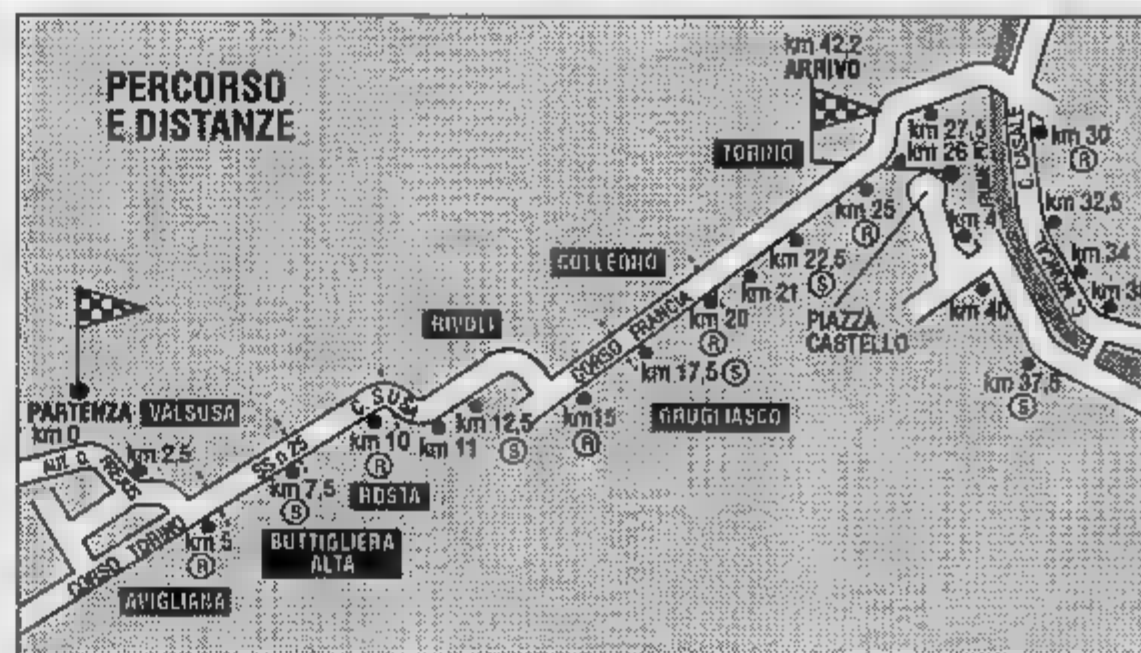 PERCORSO
E DISTANZE
km 42,2
ARRIVO
TORINO
km 27,5
km 26
C. CASALE
km 30
R
km 32,5
km 34
C. MONCA
km 25
R
km 22,5
S
km 21
km 20
R
PIAZZA
CASTELLO
km 40
km 37,5
S
COLLEGNO
CORSO FRANCIA
km 17,5 S
GRUGLIASCO
km 15
R
RIVOLI
km 12,5
S
km 11
C. SUSA
km 10
R
ROSTA
SS n 25
km 7,5
S
BUTTIGLIERA
ALTA
PARTENZA
km 0
VALSUSA
km 2,5
km 5
R
CORSO TORINO
AVIGLIANA